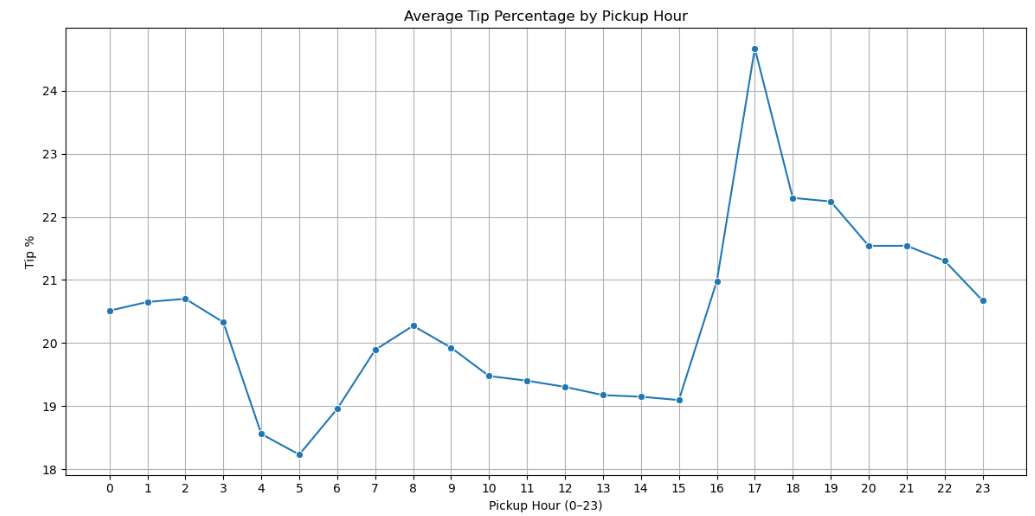 Average Tip Percentage by Pickup Hour
24
23
22
21
20
19
18
Tip %
0 1 2 3 4 5 6 7 8 9 10 11 12 13 14 15 16 17 18 19 20 21 22 23
Pickup Hour (0–23)